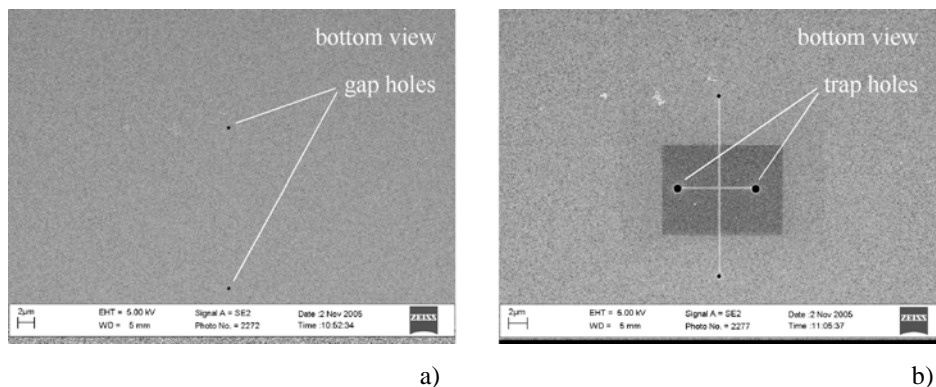 bottom view
gap holes
2µm
EHT = 5.00 kV
WD = 5 mm
Signal A = SE2
Photo No. = 2272
Date :2 Nov 2005
Time :10:52:34
ZEISS
a)
bottom view
trap holes
2µm
EHT = 5.00 kV
WD = 5 mm
Signal A = SE2
Photo No. = 2277
Date :2 Nov 2005
Time :11:05:37
ZEISS
b)